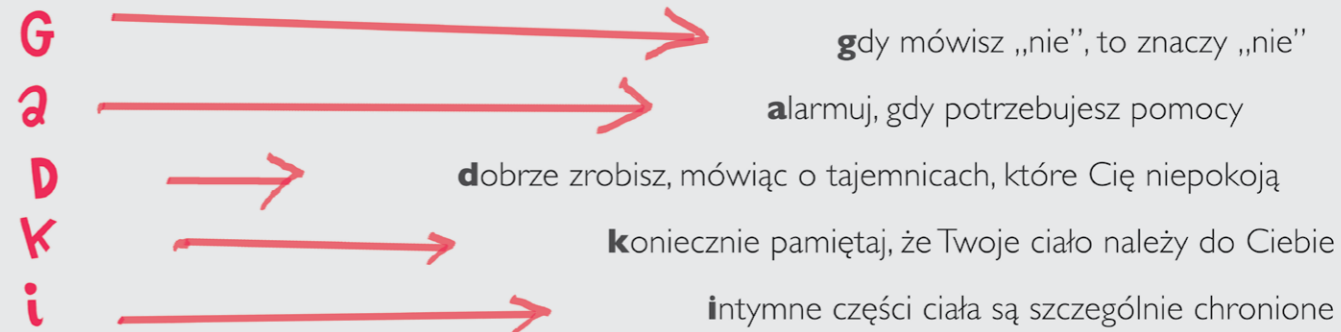 G gdy mówisz „nie”, to znaczy „nie”
a alarmuj, gdy potrzebujesz pomocy
D dobrze zrobisz, mówiąc o tajemnicach, które Cię niepokoją
K koniecznie pamiętaj, że Twoje ciało należy do Ciebie
i intymne części ciała są szczególnie chronione